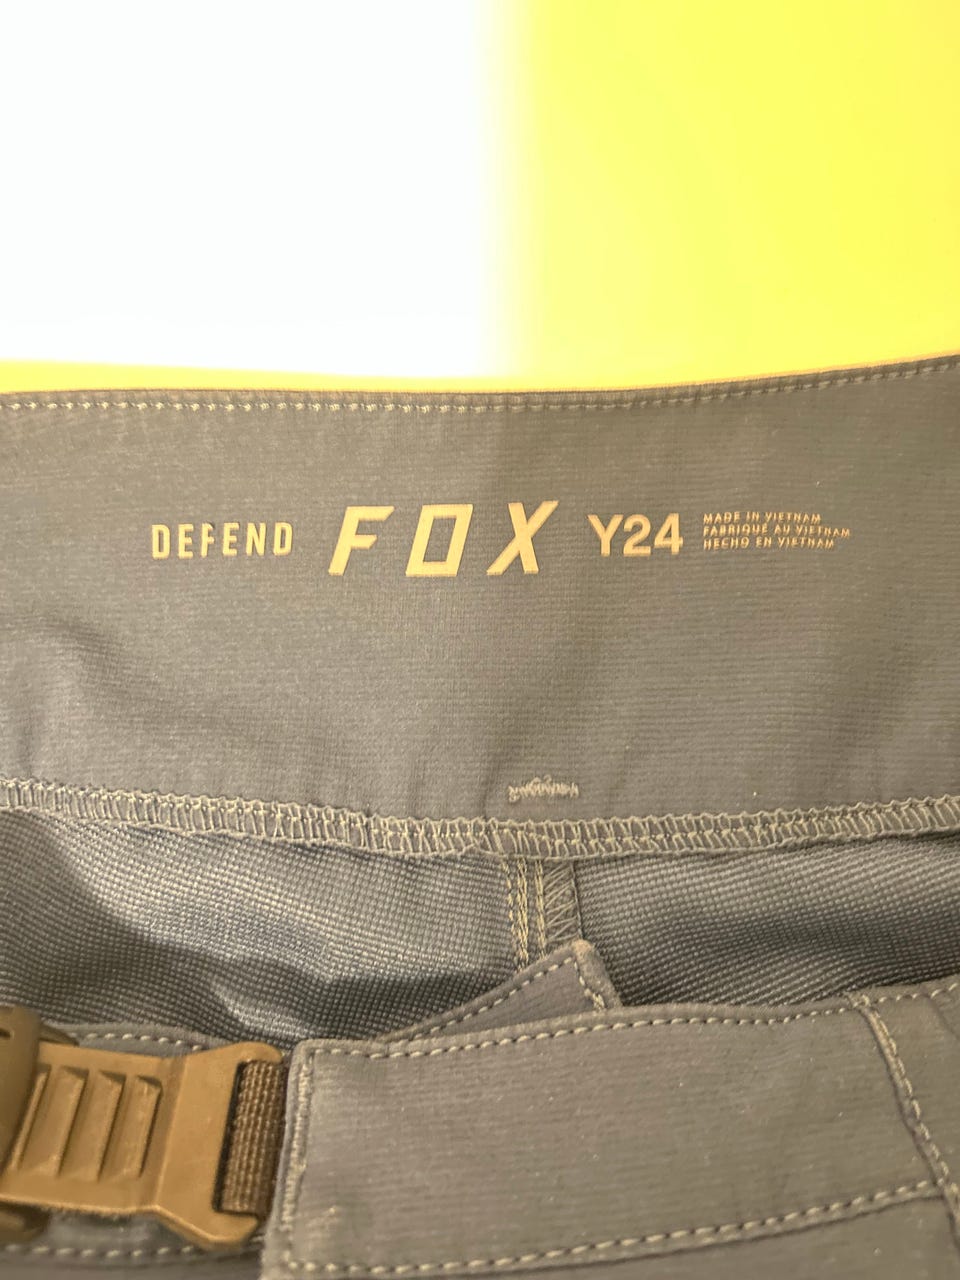 DEFEND FOX Y24
MADE IN VIETNAM
FABRIQUÉ AU VIETNAM
HECHO EN VIETNAM